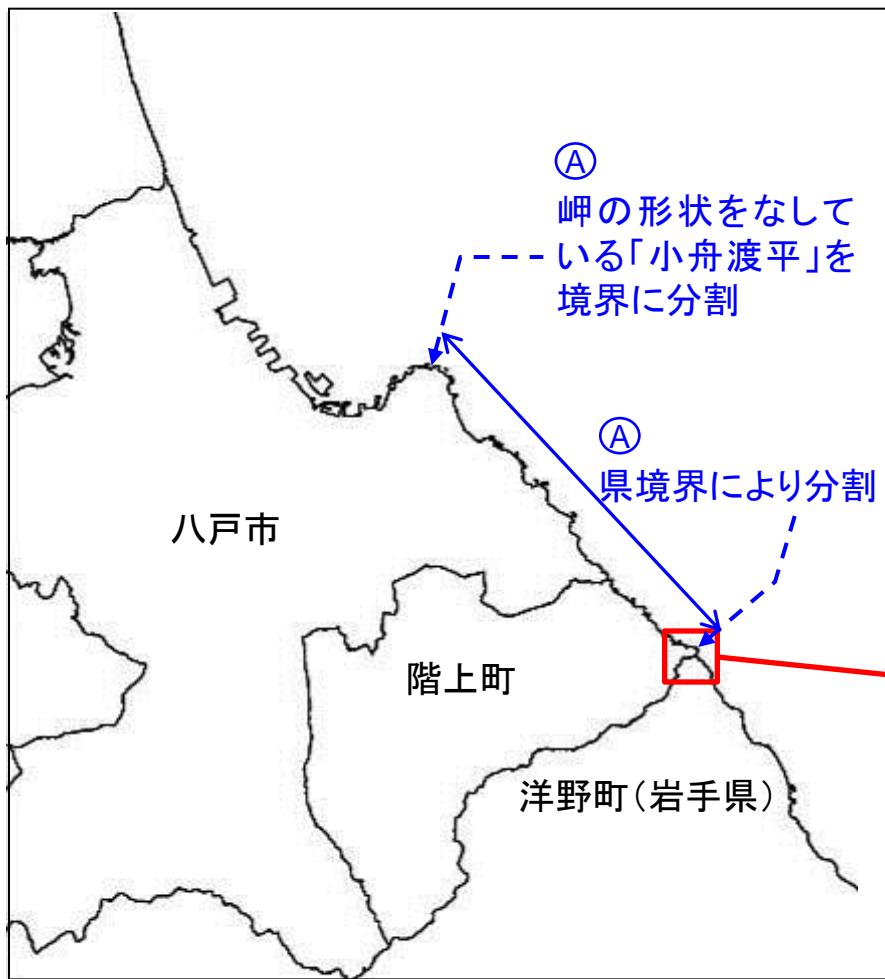 Ⓐ
岬の形状をなして
いる「小舟渡平」を
境界に分割
Ⓐ
県境界により分割
八戸市
階上町
洋野町(岩手県)